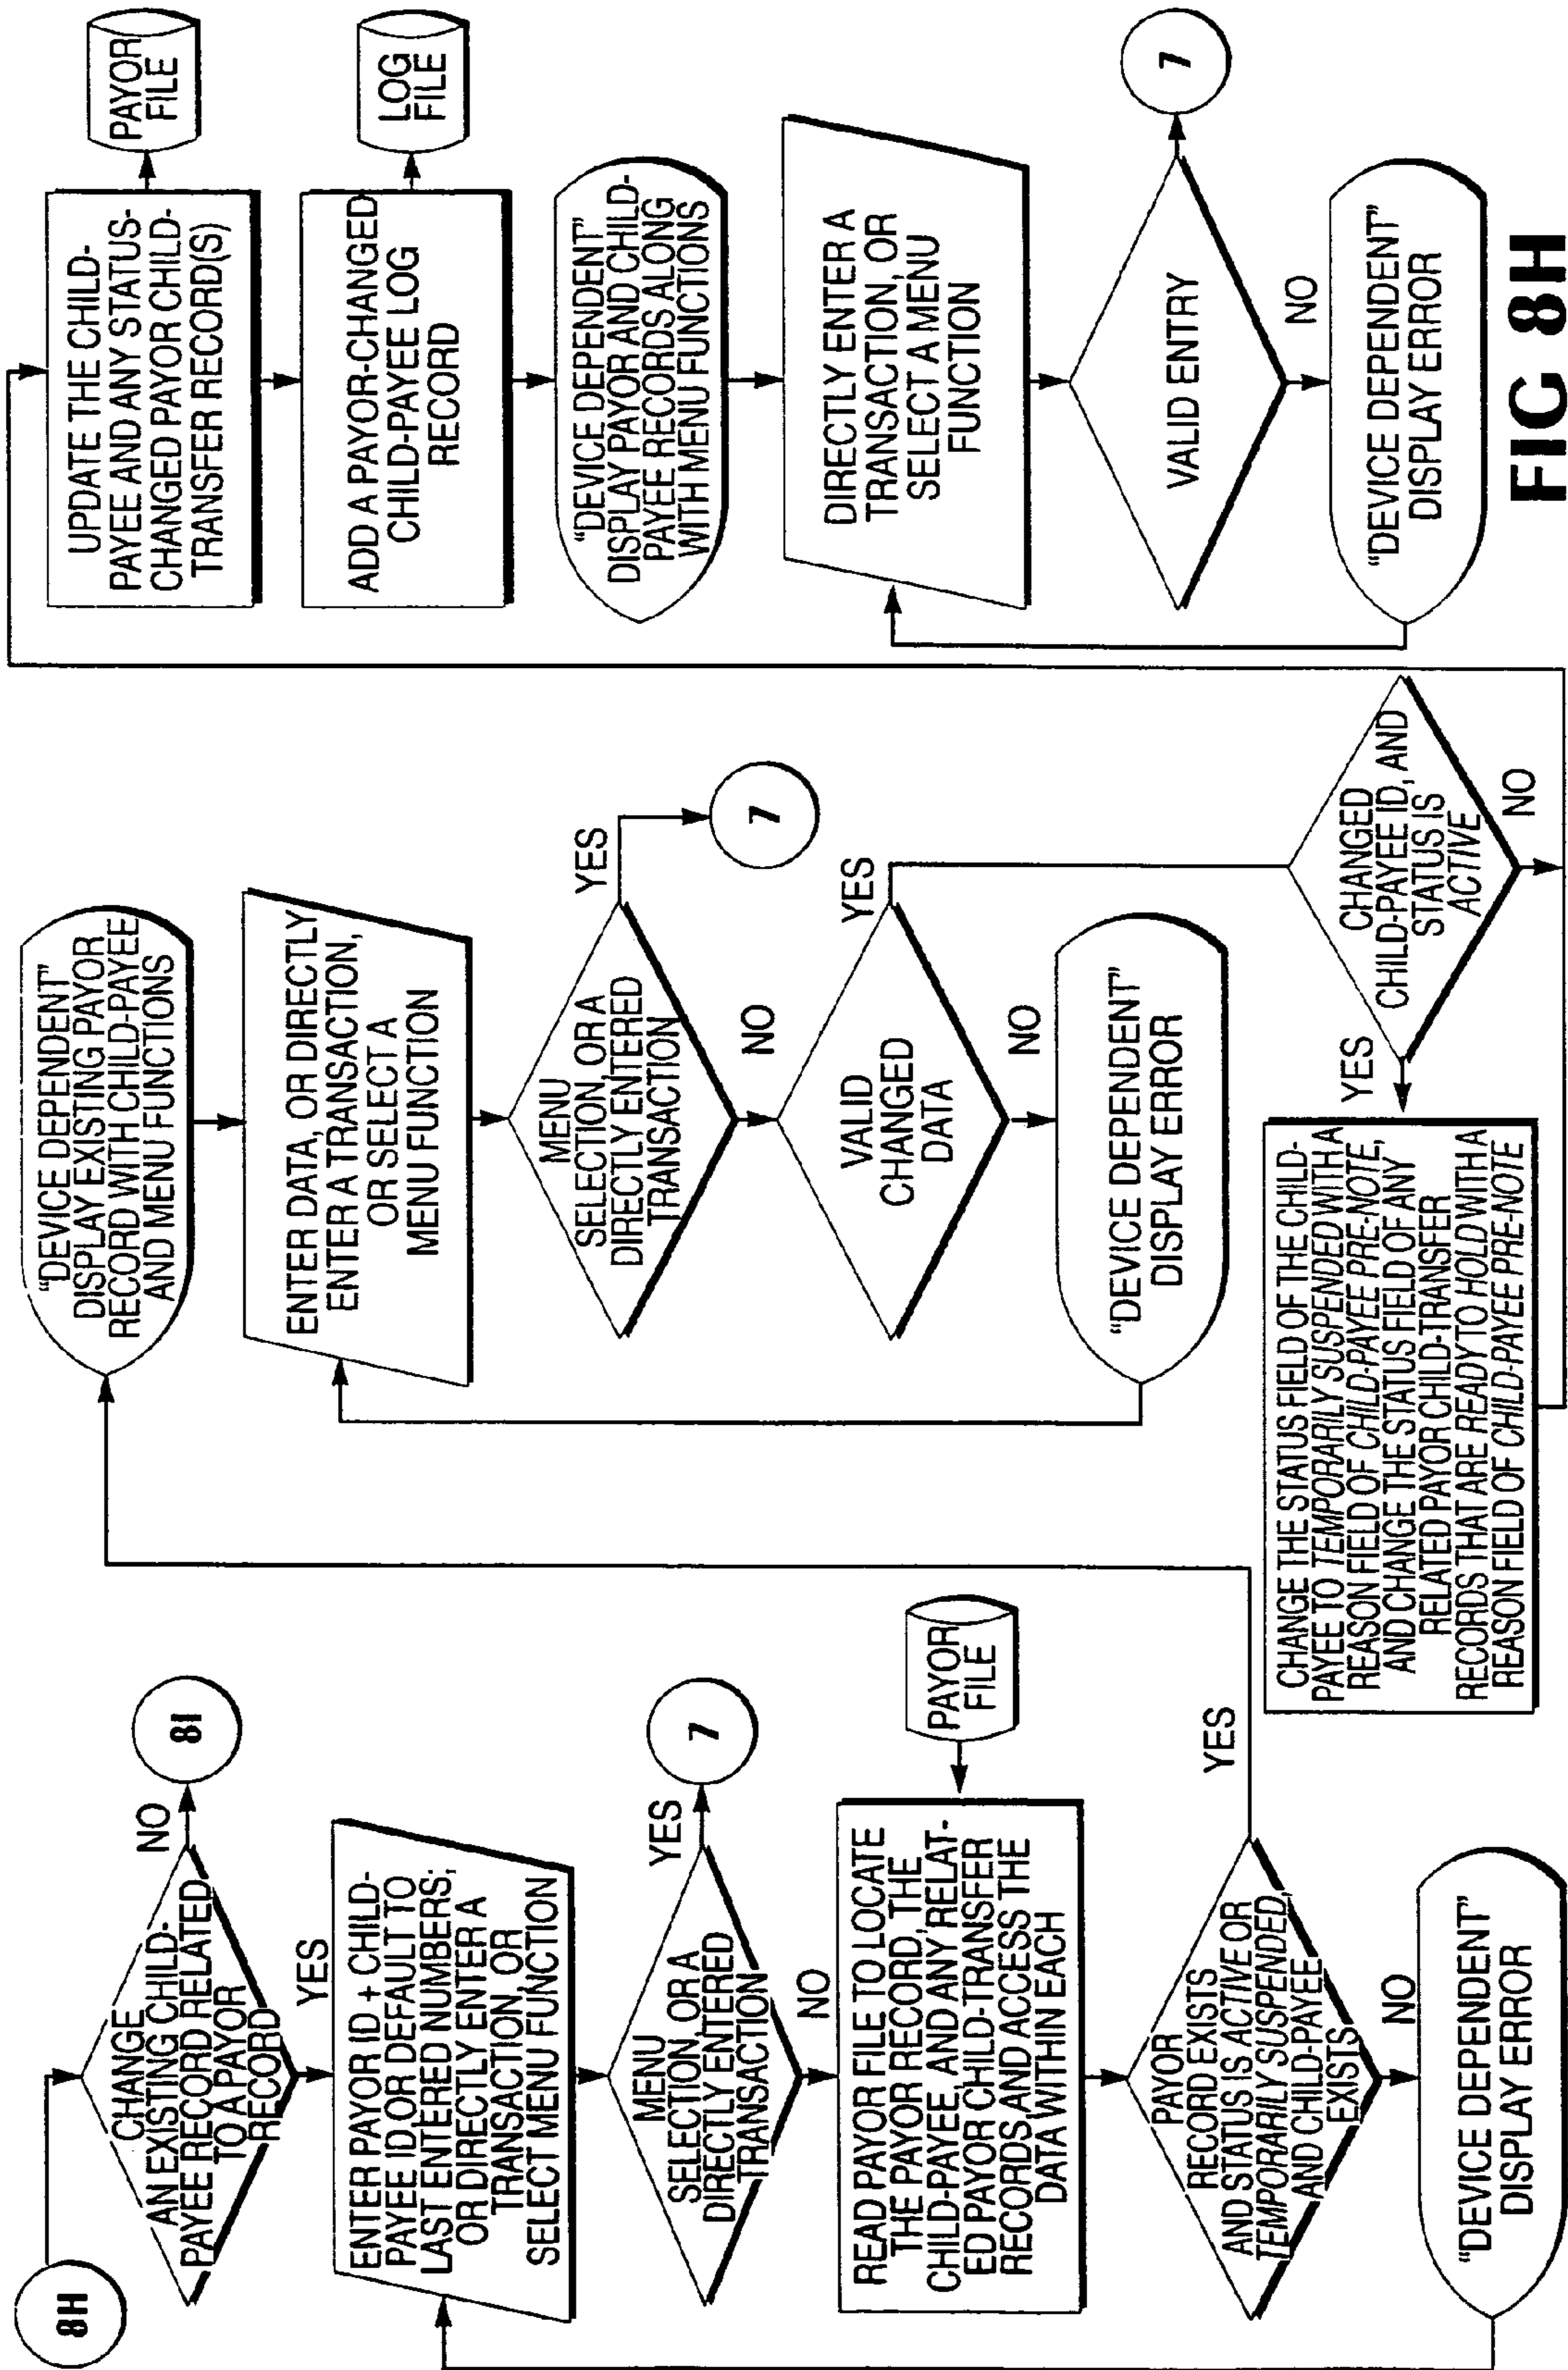 8H
CHANGE
AN EXISTING CHILD-
PAYEE RECORD RELATED
TO A PAYOR
RECORD
NO
8I
YES
ENTER PAYOR ID + CHILD-
PAYEE ID, OR DEFAULT TO
LAST ENTERED NUMBERS;
OR DIRECTLY ENTER A
TRANSACTION, OR
SELECT MENU FUNCTION
MENU
SELECTION, OR A
DIRECTLY ENTERED
TRANSACTION
YES
7
NO
READ PAYOR FILE TO LOCATE
THE PAYOR RECORD, THE
CHILD-PAYEE, AND ANY RELAT-
ED PAYOR CHILD-TRANSFER
RECORDS, AND ACCESS THE
DATA WITHIN EACH
PAYOR
FILE
PAYOR
RECORD EXISTS
AND STATUS IS ACTIVE OR
TEMPORARILY SUSPENDED,
AND CHILD-PAYEE
EXISTS
YES
NO
"DEVICE DEPENDENT"
DISPLAY ERROR
"DEVICE DEPENDENT"
DISPLAY EXISTING PAYOR
RECORD WITH CHILD-PAYEE
AND MENU FUNCTIONS
ENTER DATA, OR DIRECTLY
ENTER A TRANSACTION,
OR SELECT A
MENU FUNCTION
MENU
SELECTION, OR A
DIRECTLY ENTERED
TRANSACTION
YES
7
NO
VALID
CHANGED
DATA
YES
NO
"DEVICE DEPENDENT"
DISPLAY ERROR
CHANGED
CHILD-PAYEE ID, AND
STATUS IS
ACTIVE
YES
NO
CHANGE THE STATUS FIELD OF THE CHILD-
PAYEE TO TEMPORARILY SUSPENDED WITH A
REASON FIELD OF CHILD-PAYEE PRE-NOTE,
AND CHANGE THE STATUS FIELD OF ANY
RELATED PAYOR CHILD-TRANSFER
RECORDS THAT ARE READY TO HOLD WITH A
REASON FIELD OF CHILD-PAYEE PRE-NOTE
UPDATE THE CHILD-
PAYEE AND ANY STATUS-
CHANGED PAYOR CHILD-
TRANSFER RECORD(S)
PAYOR
FILE
ADD A PAYOR-CHANGED
CHILD-PAYEE LOG
RECORD
LOG
FILE
"DEVICE DEPENDENT"
DISPLAY PAYOR AND CHILD-
PAYEE RECORDS ALONG
WITH MENU FUNCTIONS
DIRECTLY ENTER A
TRANSACTION, OR
SELECT A MENU
FUNCTION
VALID ENTRY
7
NO
"DEVICE DEPENDENT"
DISPLAY ERROR
FIG 8H